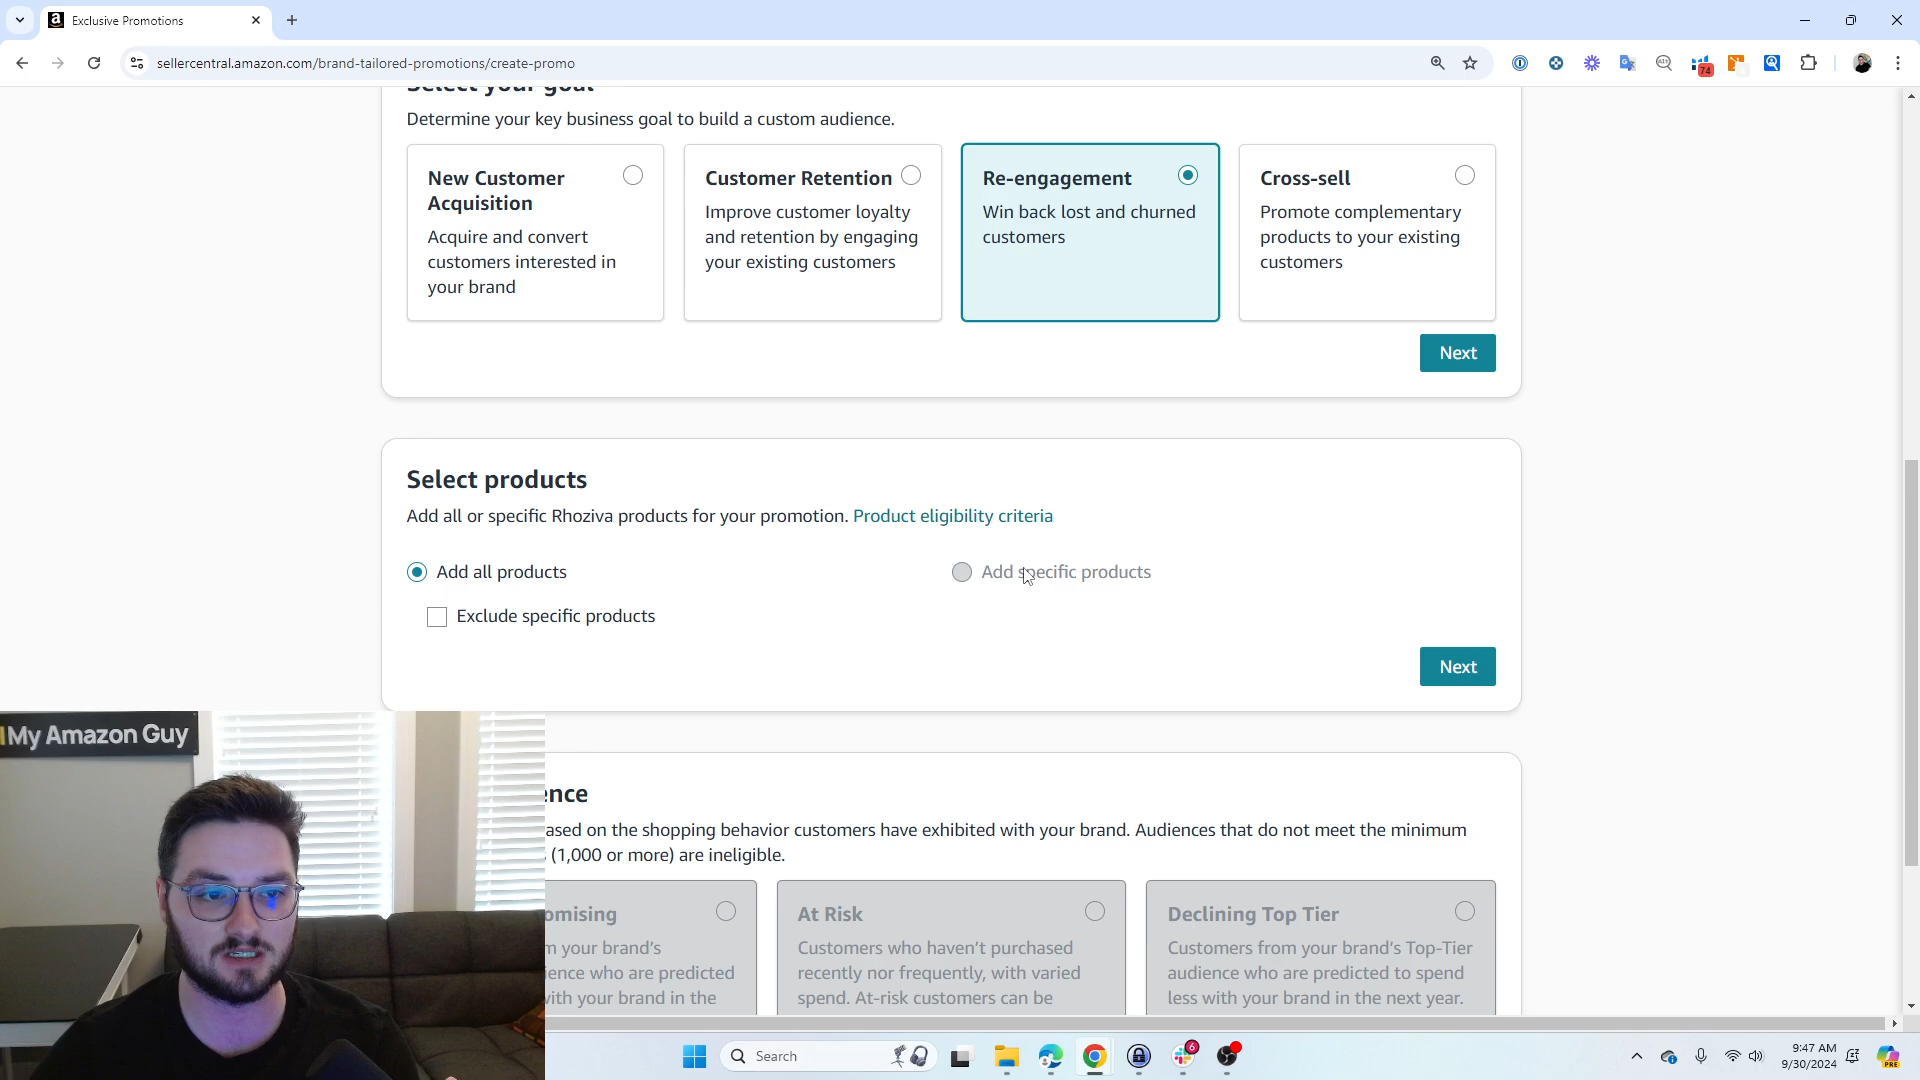 Exclusive Promotions
sellercentral.amazon.com/brand-tailored-promotions/create-promo
74
Select your goal
Determine your key business goal to build a custom audience.
New Customer
Acquisition
Acquire and convert
customers interested in
your brand
Customer Retention
Improve customer loyalty
and retention by engaging
your existing customers
Re-engagement
Win back lost and churned
customers
Cross-sell
Promote complementary
products to your existing
customers
Next
Select products
Add all or specific Rhoziva products for your promotion. Product eligibility criteria
Add all products
Add specific products
Exclude specific products
Next
My Amazon Guy
ence
ased on the shopping behavior customers have exhibited with your brand. Audiences that do not meet the minimum
(1,000 or more) are ineligible.
omising
m your brand's
ience who are predicted
with your brand in the
At Risk
Customers who haven't purchased
recently nor frequently, with varied
spend. At-risk customers can be
Declining Top Tier
Customers from your brand's Top-Tier
audience who are predicted to spend
less with your brand in the next year.
Search
6
9:47 AM
9/30/2024
PRE